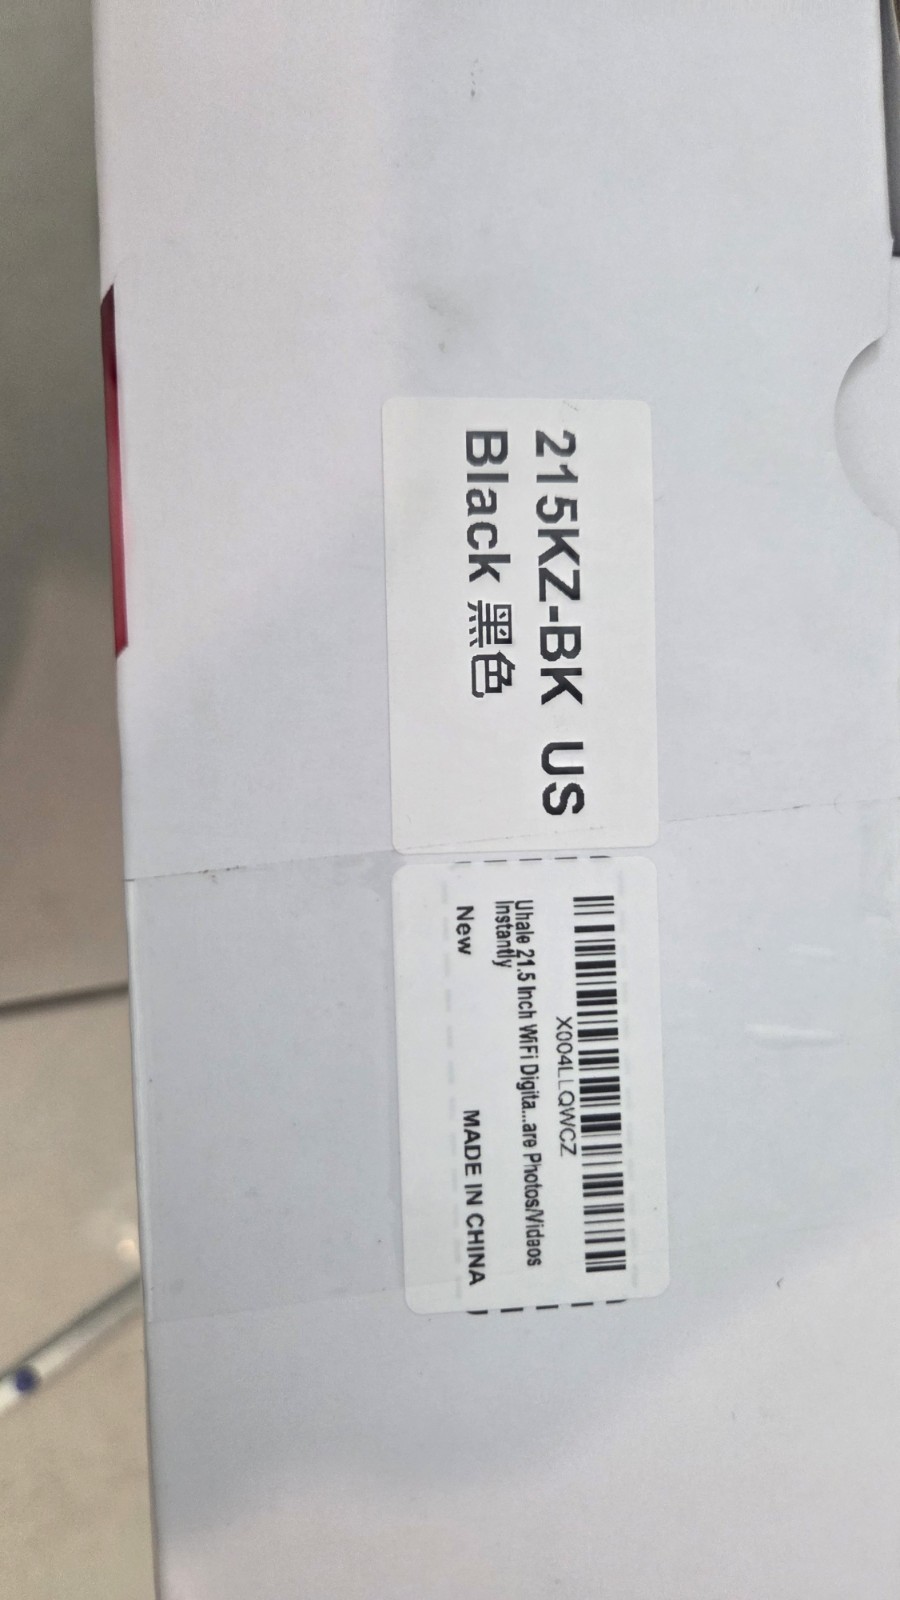 215KZ-BK US
Black 黑色
X004LLQWCZ
Uhale 21.5 Inch WiFi Digita...are Photos/Videos
Instantly
New MADE IN CHINA